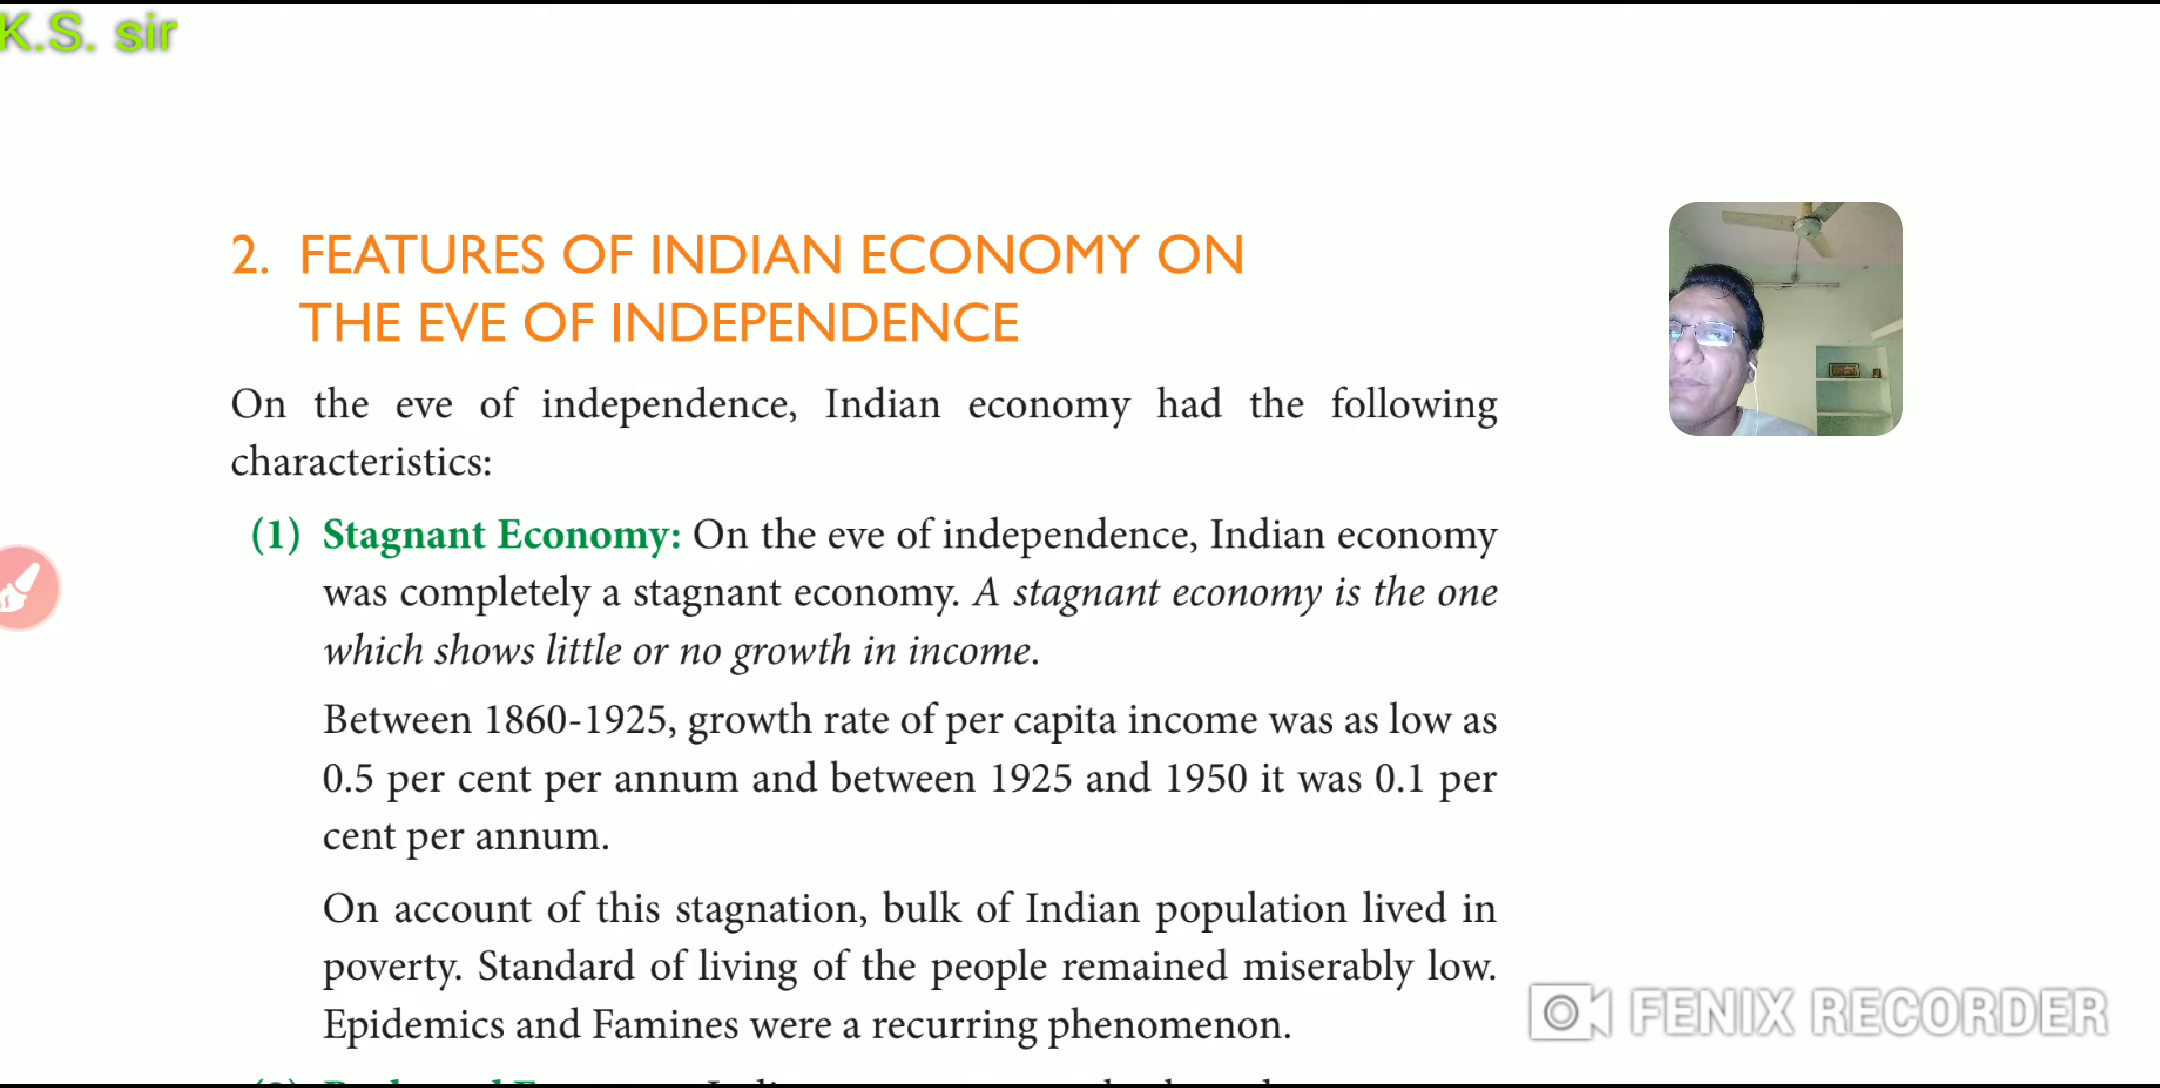 K.S. sir
2. FEATURES OF INDIAN ECONOMY ON
THE EVE OF INDEPENDENCE
On the eve of independence, Indian economy had the following
characteristics:
(1) Stagnant Economy: On the eve of independence, Indian economy
was completely a stagnant economy. A stagnant economy is the one
which shows little or no growth in income.
Between 1860-1925, growth rate of per capita income was as low as
0.5 per cent per annum and between 1925 and 1950 it was 0.1 per
cent per annum.
On account of this stagnation, bulk of Indian population lived in
poverty. Standard of living of the people remained miserably low.
Epidemics and Famines were a recurring phenomenon.
FENIX RECORDER